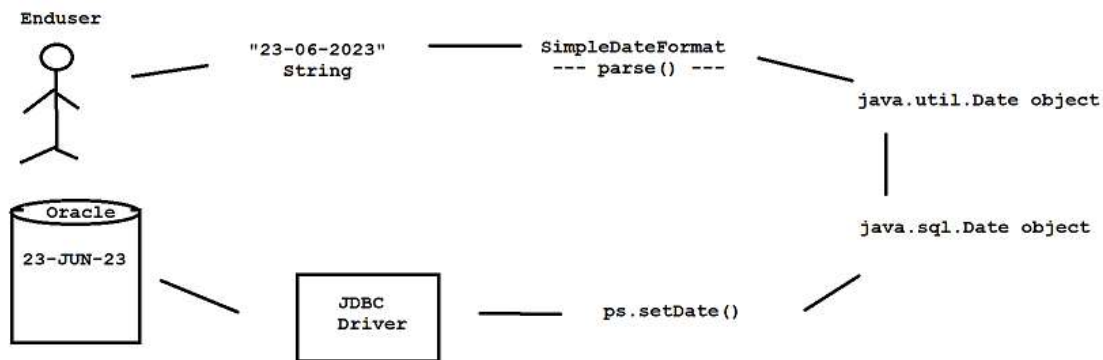 Enduser
"23-06-2023"
String
SimpleDateFormat
--- parse() ---
java.util.Date object
java.sql.Date object
ps.setDate()
JDBC
Driver
Oracle
23-JUN-23